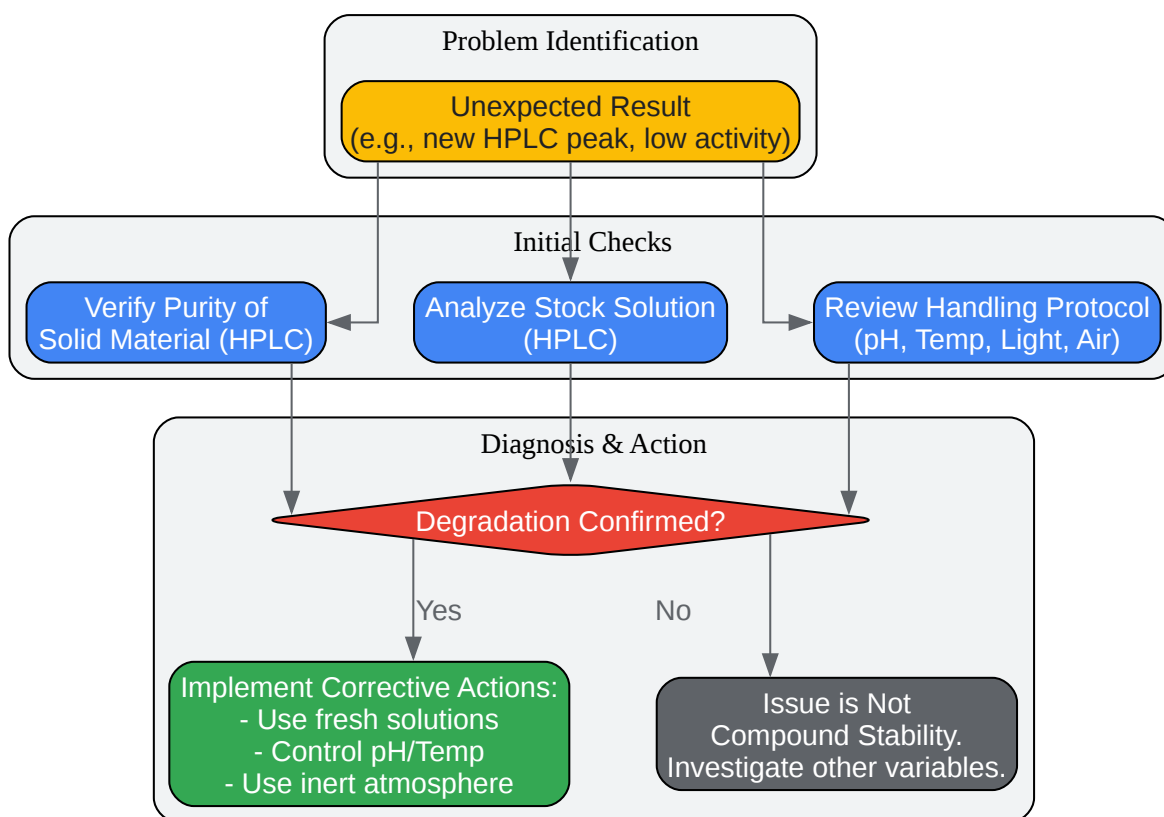 Problem Identification
Unexpected Result
(e.g., new HPLC peak, low activity)
Initial Checks
Verify Purity of
Solid Material (HPLC)
Analyze Stock Solution
(HPLC)
Review Handling Protocol
(pH, Temp, Light, Air)
Diagnosis & Action
Degradation Confirmed?
Yes
No
Implement Corrective Actions:
- Use fresh solutions
- Control pH/Temp
- Use inert atmosphere
Issue is Not
Compound Stability.
Investigate other variables.